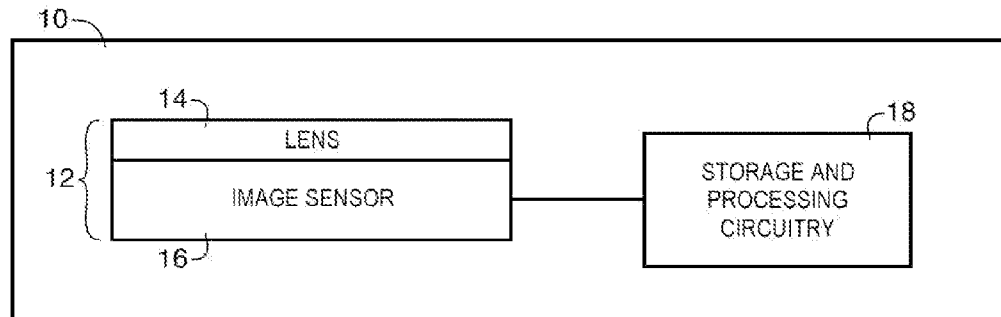 10
14
LENS
12
IMAGE SENSOR
16
18
STORAGE AND
PROCESSING
CIRCUITRY